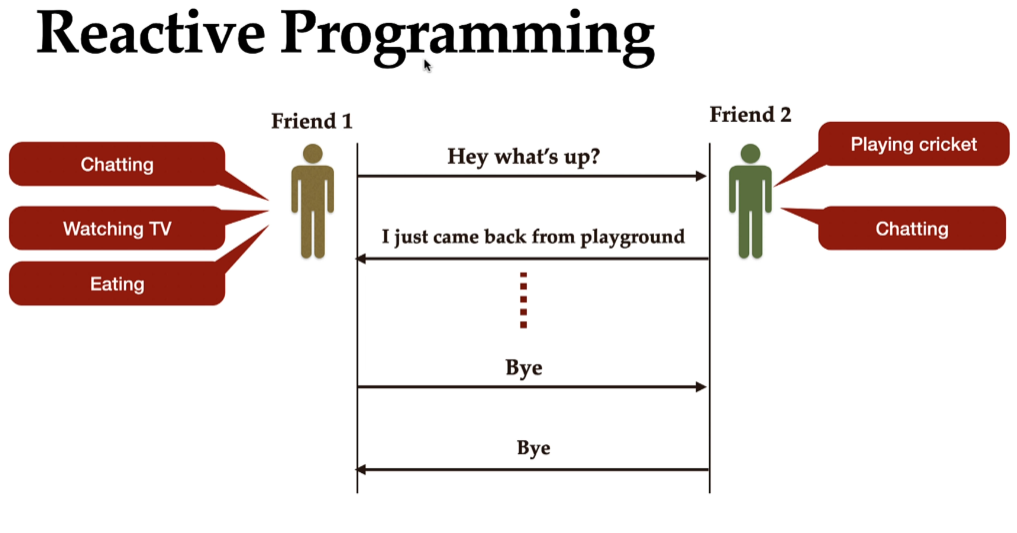 Reactive Programming
Friend 1
Friend 2
Chatting
Watching TV
Eating
Hey what's up?
I just came back from playground
Bye
Bye
Playing cricket
Chatting